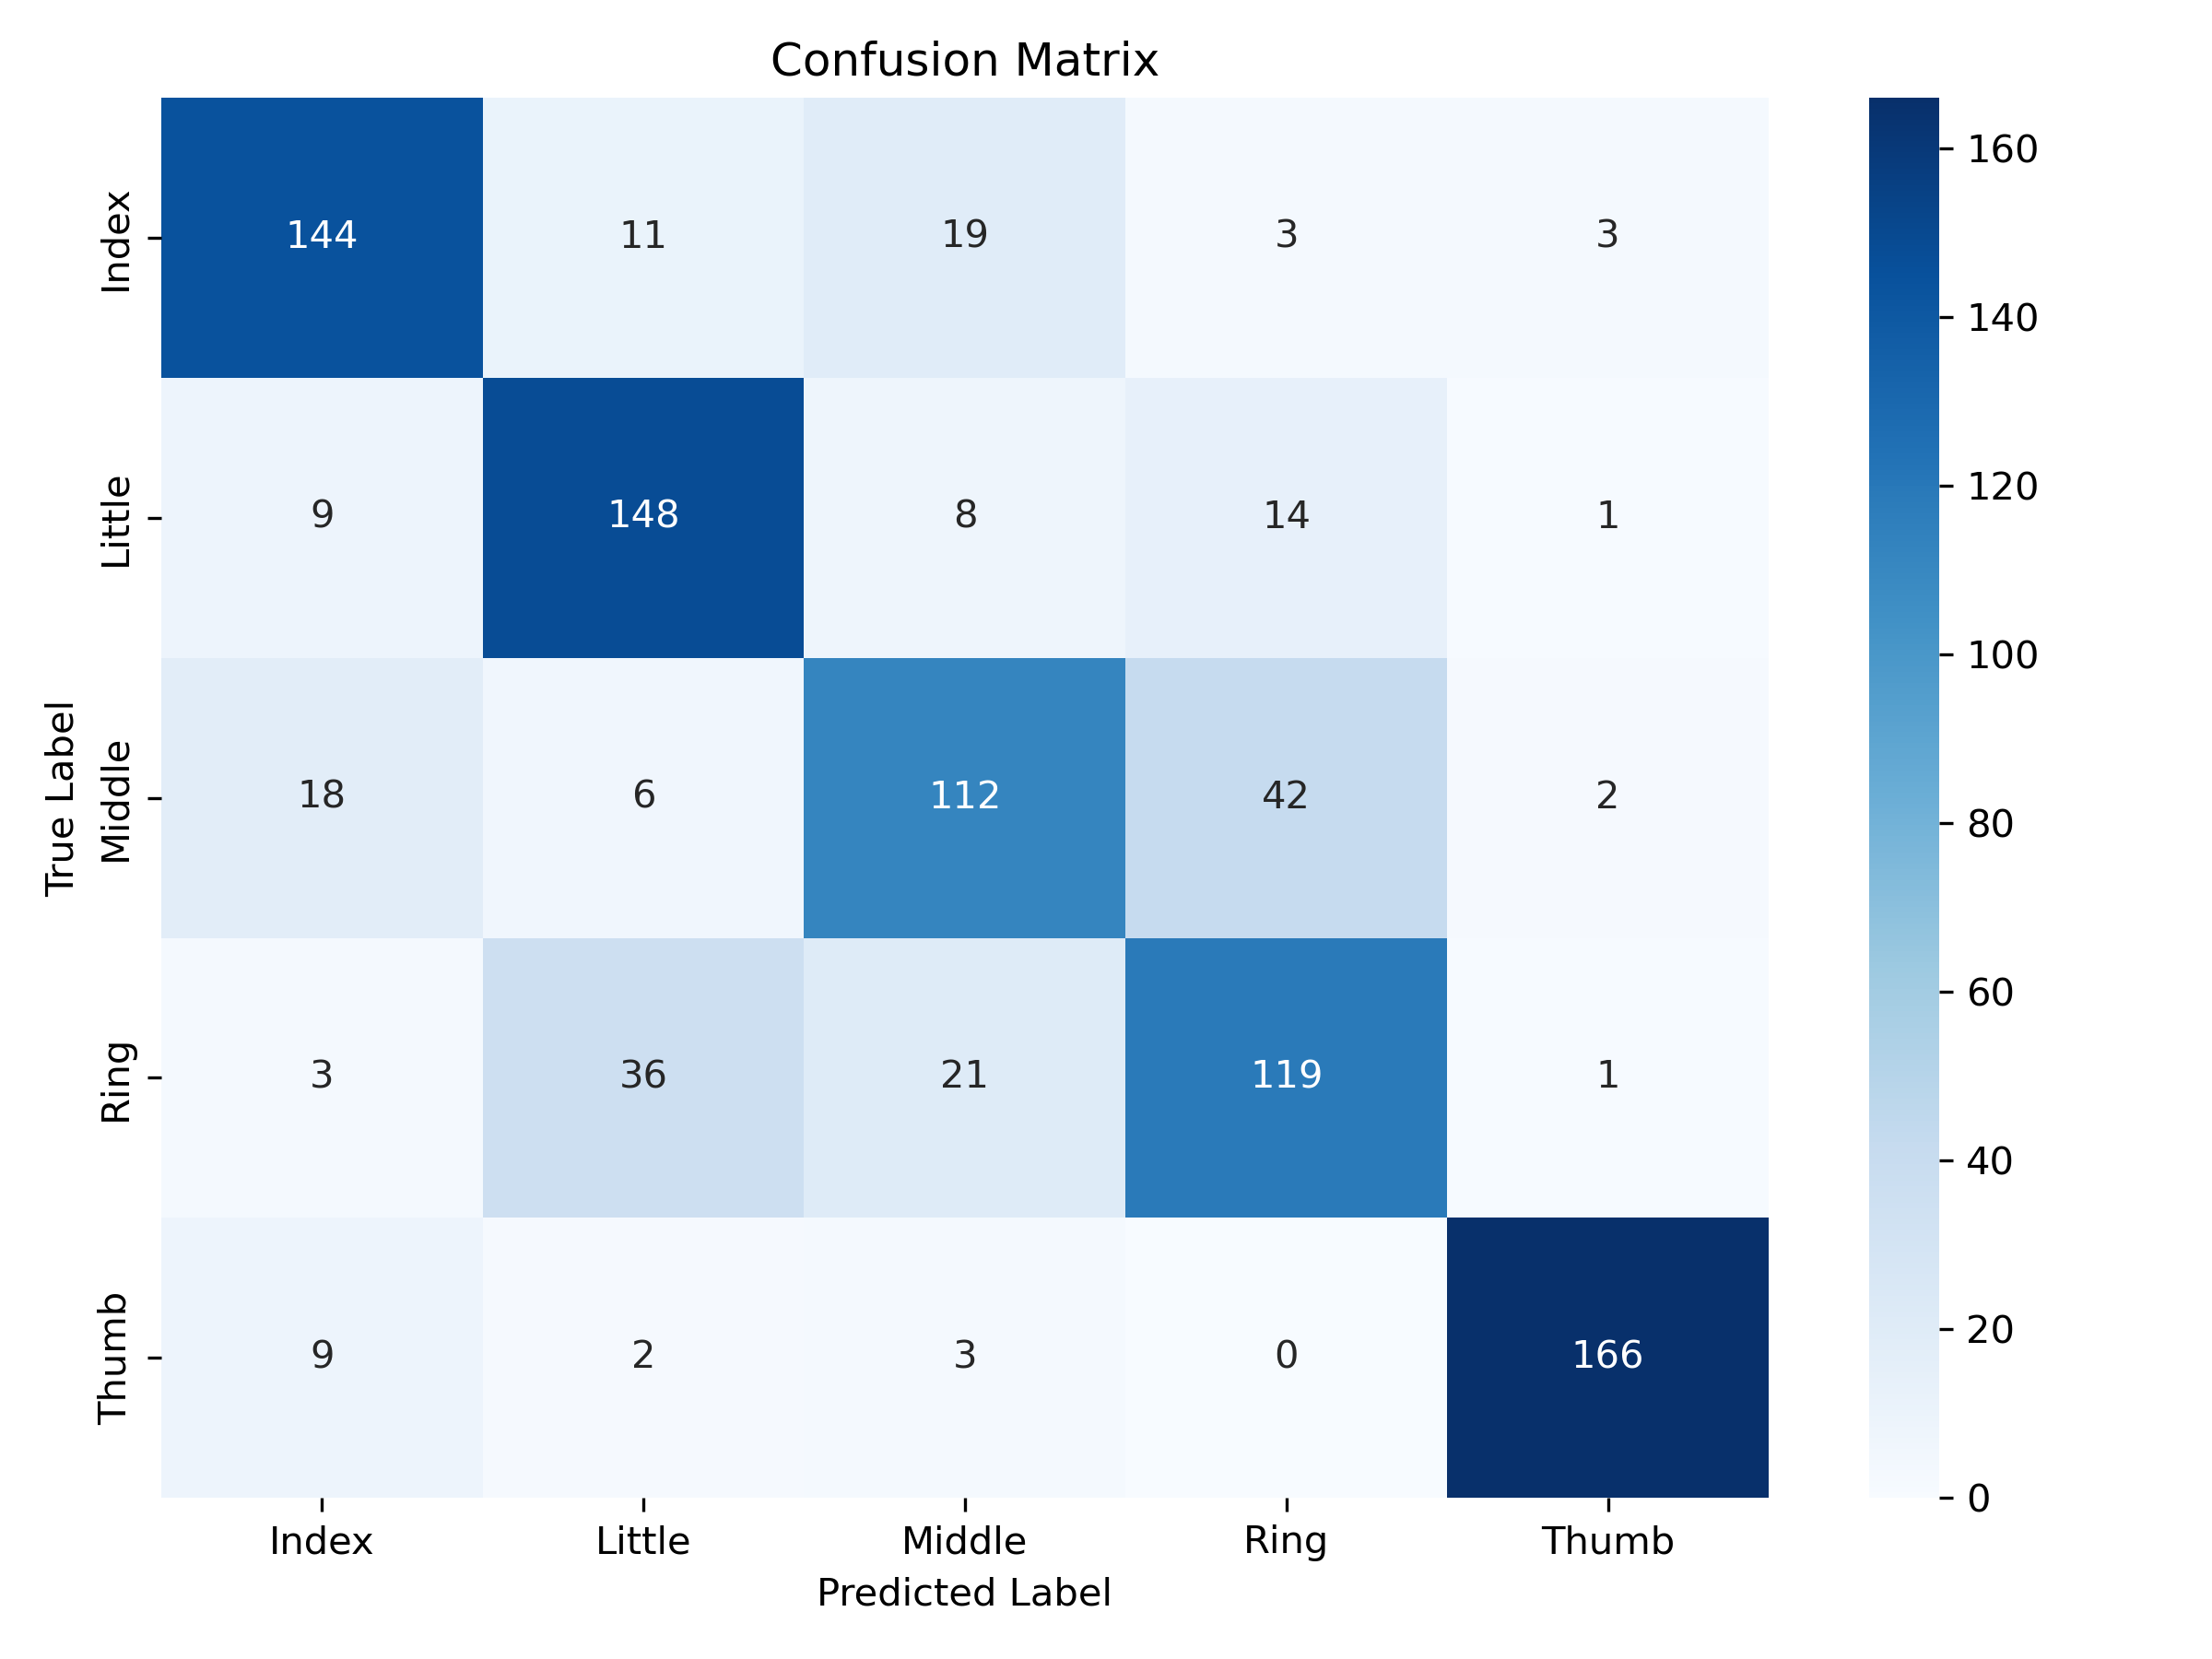 Confusion Matrix
True Label
Index 144 11 19 3 3
Little 9 148 8 14 1
Middle 18 6 112 42 2
Ring 3 36 21 119 1
Thumb 9 2 3 0 166
Index Little Middle Ring Thumb
Predicted Label
160
140
120
100
80
60
40
20
0